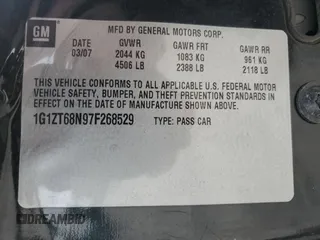 GM
MFD BY GENERAL MOTORS CORP.
DATE GVWR GAWR FRT GAWR RR
03/07 2044 KG 1083 KG 961 KG
4506 LB 2388 LB 2118 LB
THIS VEHICLE CONFORMS TO ALL APPLICABLE U.S. FEDERAL MOTOR
VEHICLE SAFETY, BUMPER, AND THEFT PREVENTION STANDARDS IN
EFFECT ON THE DATE OF MANUFACTURE SHOWN ABOVE.
1G1ZT68N97F268529 TYPE: PASS CAR
DREAMBID